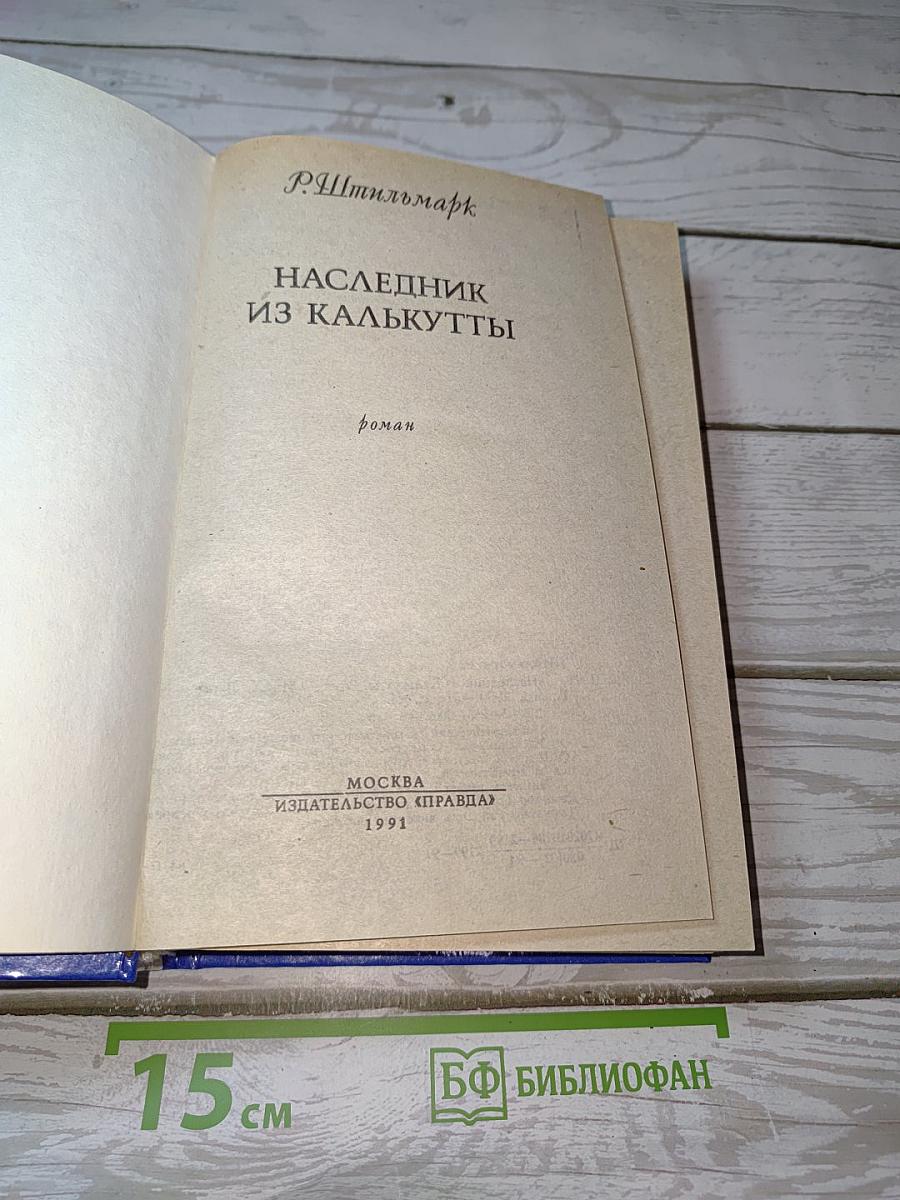 Р. Штильмарк
НАСЛЕДНИК
ИЗ КАЛЬКУТТЫ
роман
МОСКВА
ИЗДАТЕЛЬСТВО «ПРАВДА»
1991
15 см
БФ БИБЛИОФАН